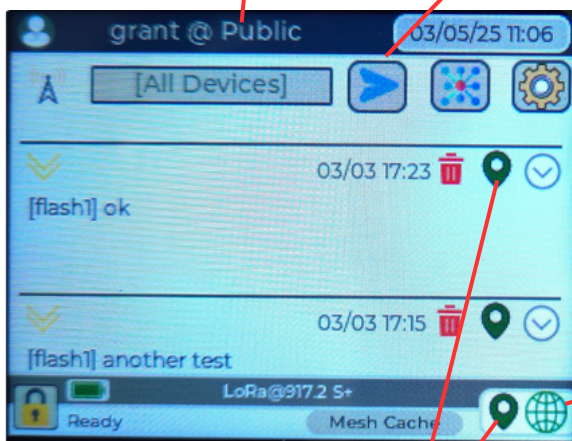 grant @ Public 03/05/25 11:06
[All Devices]
03/03 17:23
[flash1] ok
03/03 17:15
[flash1] another test
LoRa@917.2 S+
Ready Mesh Cache